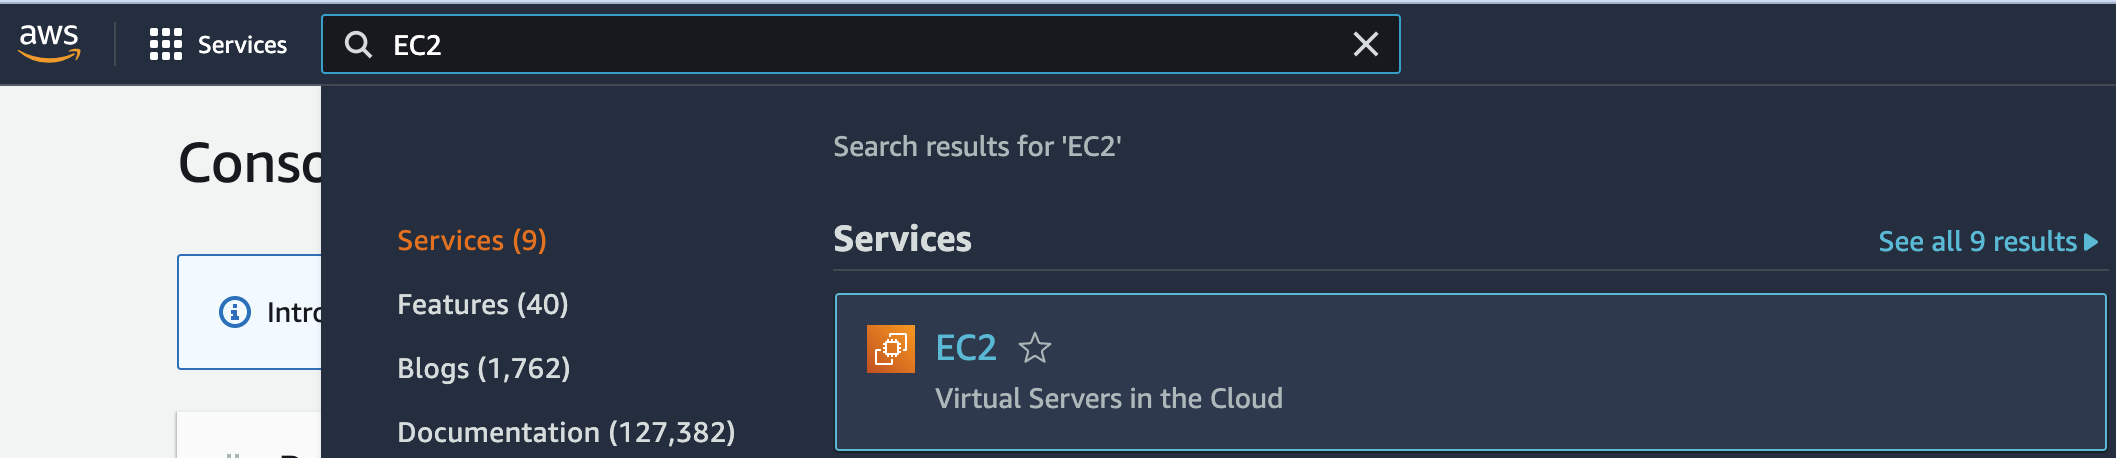 aws
Services
EC2
Search results for 'EC2'
Services (9)
Features (40)
Blogs (1,762)
Documentation (127,382)
Services
See all 9 results
EC2
Virtual Servers in the Cloud